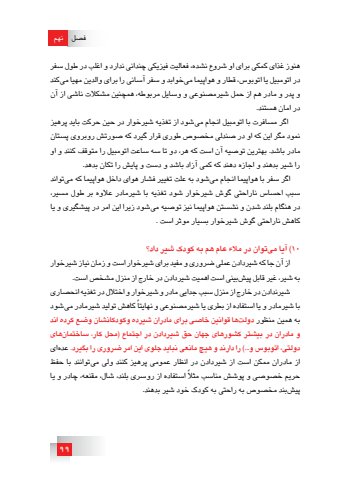 فصل نهم
هنوز غذای کمکی برای او شروع نشده، فعالیت فیزیکی چندانی ندارد و اغلب در طول سفر
در اتومبیل یا اتوبوس، قطار و هواپیما می‌خوابد و سفر آسانی را برای والدین مهیا می‌کند
و پدر و مادر هم از حمل شیرمصنوعی و وسایل مربوطه، همچنین مشکلات ناشی از آن
در امان هستند.
اگر مسافرت با اتومبیل انجام می‌شود از تغذیه شیرخوار در حین حرکت باید پرهیز
نمود مگر این که او در صندلی مخصوص طوری قرار گیرد که صورتش روبروی پستان
مادر باشد. بهترین توصیه آن است که هر، دو تا سه ساعت اتومبیل را متوقف کنند و او
را شیر بدهند و اجازه دهند که کمی آزاد باشد و دست و پایش را تکان بدهد.
اگر سفر با هواپیما انجام می‌شود به علت تغییر فشار هوای داخل هواپیما که می‌تواند
سبب احساس ناراحتی گوش شیرخوار شود تغذیه با شیرمادر علاوه بر طول مسیر،
در هنگام بلند شدن و نشستن هواپیما نیز توصیه می‌شود زیرا این امر در پیشگیری و یا
کاهش ناراحتی گوش شیرخوار بسیار موثر است .
۱۰) آیا می‌توان در ملاء عام هم به کودک شیر داد؟
از آن جا که شیردادن عملی ضروری و مفید برای شیرخوار است و زمان نیاز شیرخوار
به شیر، غیر قابل پیش‌بینی است اهمیت شیردادن در خارج از منزل مشخص است.
شیرندادن در خارج از منزل سبب جدایی مادر و شیرخوار و اختلال در تغذیه انحصاری
با شیرمادر و یا استفاده از بطری یا شیرمصنوعی و نهایتاً کاهش تولید شیرمادر می‌شود
به همین منظور دولت‌ها قوانین خاصی برای مادران شیرده وکودکانشان وضع کرده اند
و مادران در بیشتر کشورهای جهان حق شیردادن در اجتماع (محل کار، ساختمان‌های
دولتی، اتوبوس و...) را دارند و هیچ مانعی نباید جلوی این امر ضروری را بگیرد. عده‌ای
از مادران ممکن است از شیردادن در انظار عمومی پرهیز کنند ولی می‌توانند با حفظ
حریم خصوصی و پوشش مناسب مثلاً استفاده از روسری بلند، شال، مقنعه، چادر و یا
پیش‌بند مخصوص به راحتی به کودک خود شیر بدهند.
۹۹